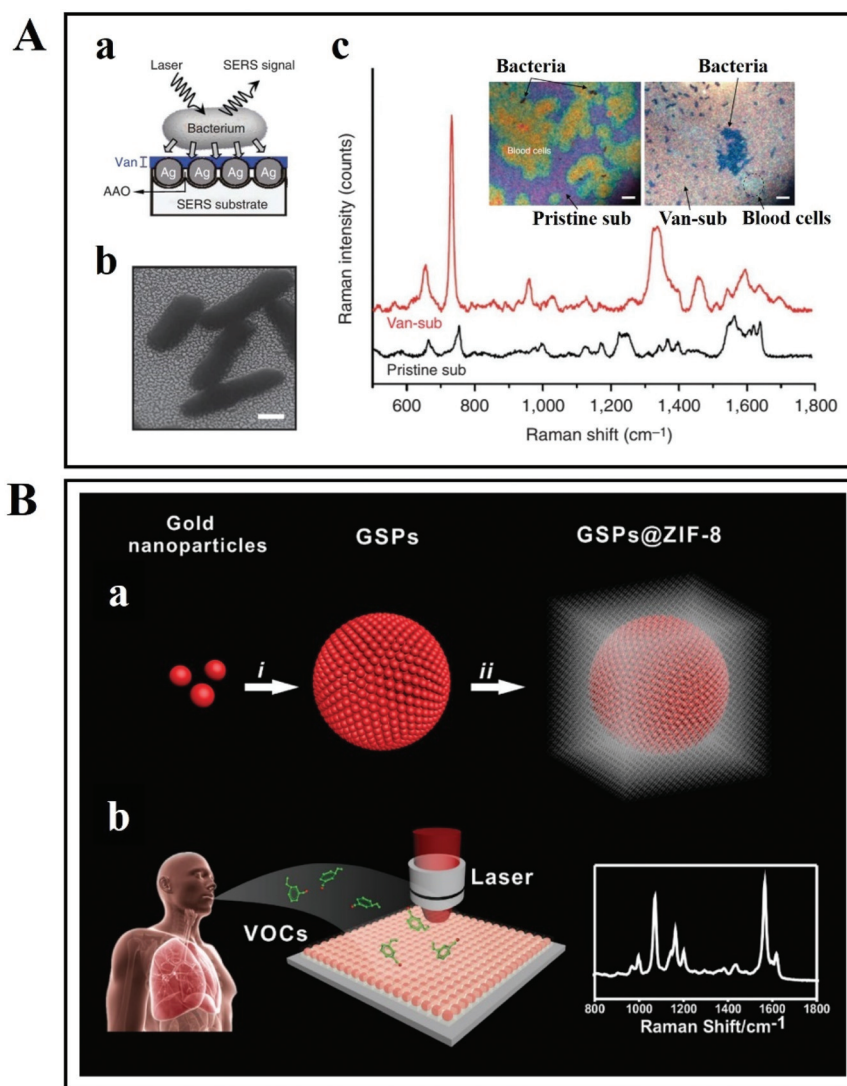 A
a
Laser
SERS signal
Bacterium
Van
Ag Ag Ag Ag
AAO
SERS substrate
b
c
Bacteria
Bacteria
Blood cells
Pristine sub
Van-sub
Blood cells
Raman intensity (counts)
Van-sub
Pristine sub
600 800 1,000 1,200 1,400 1,600 1,800
Raman shift (cm⁻¹)
B
Gold
nanoparticles
GSPs
GSPs@ZIF-8
a
i
ii
b
VOCs
Laser
800 1000 1200 1400 1600 1800
Raman Shift/cm⁻¹